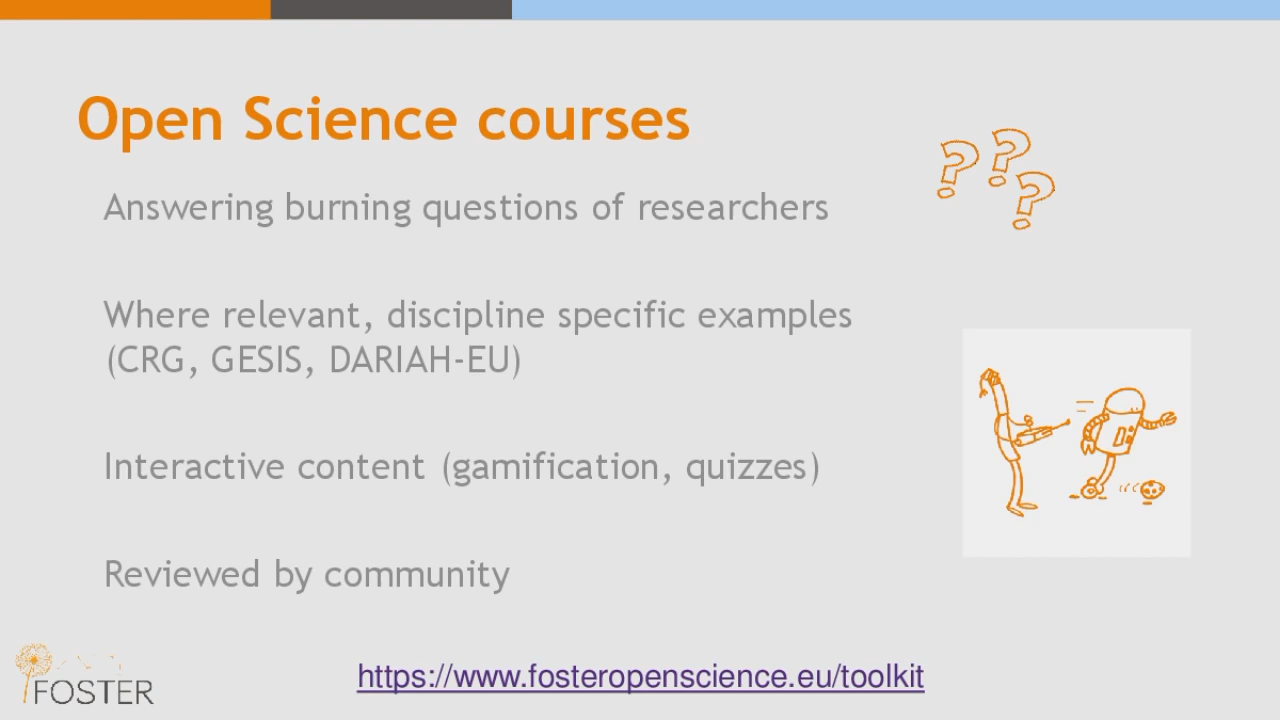 Open Science courses
Answering burning questions of researchers
???
Where relevant, discipline specific examples
(CRG, GESIS, DARIAH-EU)
Interactive content (gamification, quizzes)
Reviewed by community
FOSTER
https://www.fosteropenscience.eu/toolkit